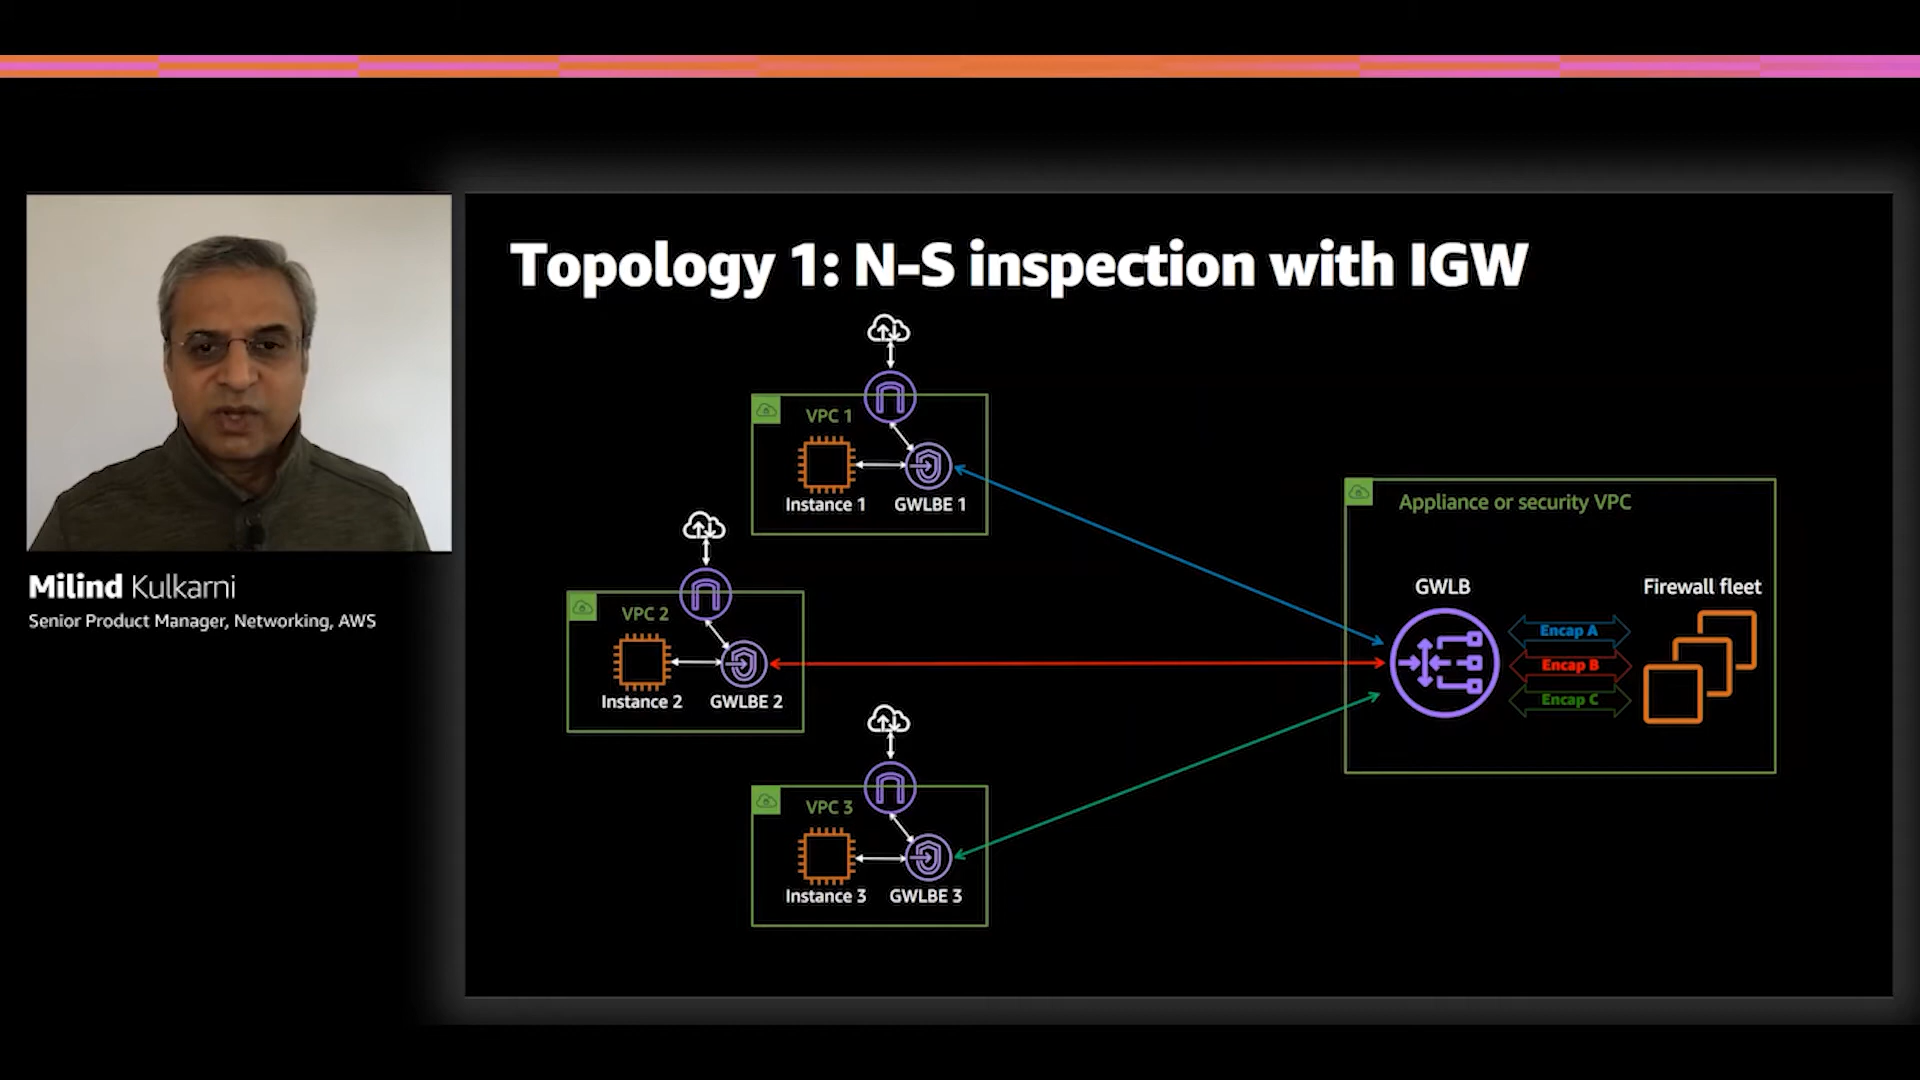 Topology 1: N-S inspection with IGW
VPC 1
Instance 1
GWLBE 1
VPC 2
Instance 2
GWLBE 2
VPC 3
Instance 3
GWLBE 3
Appliance or security VPC
GWLB
Firewall fleet
Encap A
Encap B
Encap C
Milind Kulkarni
Senior Product Manager, Networking, AWS